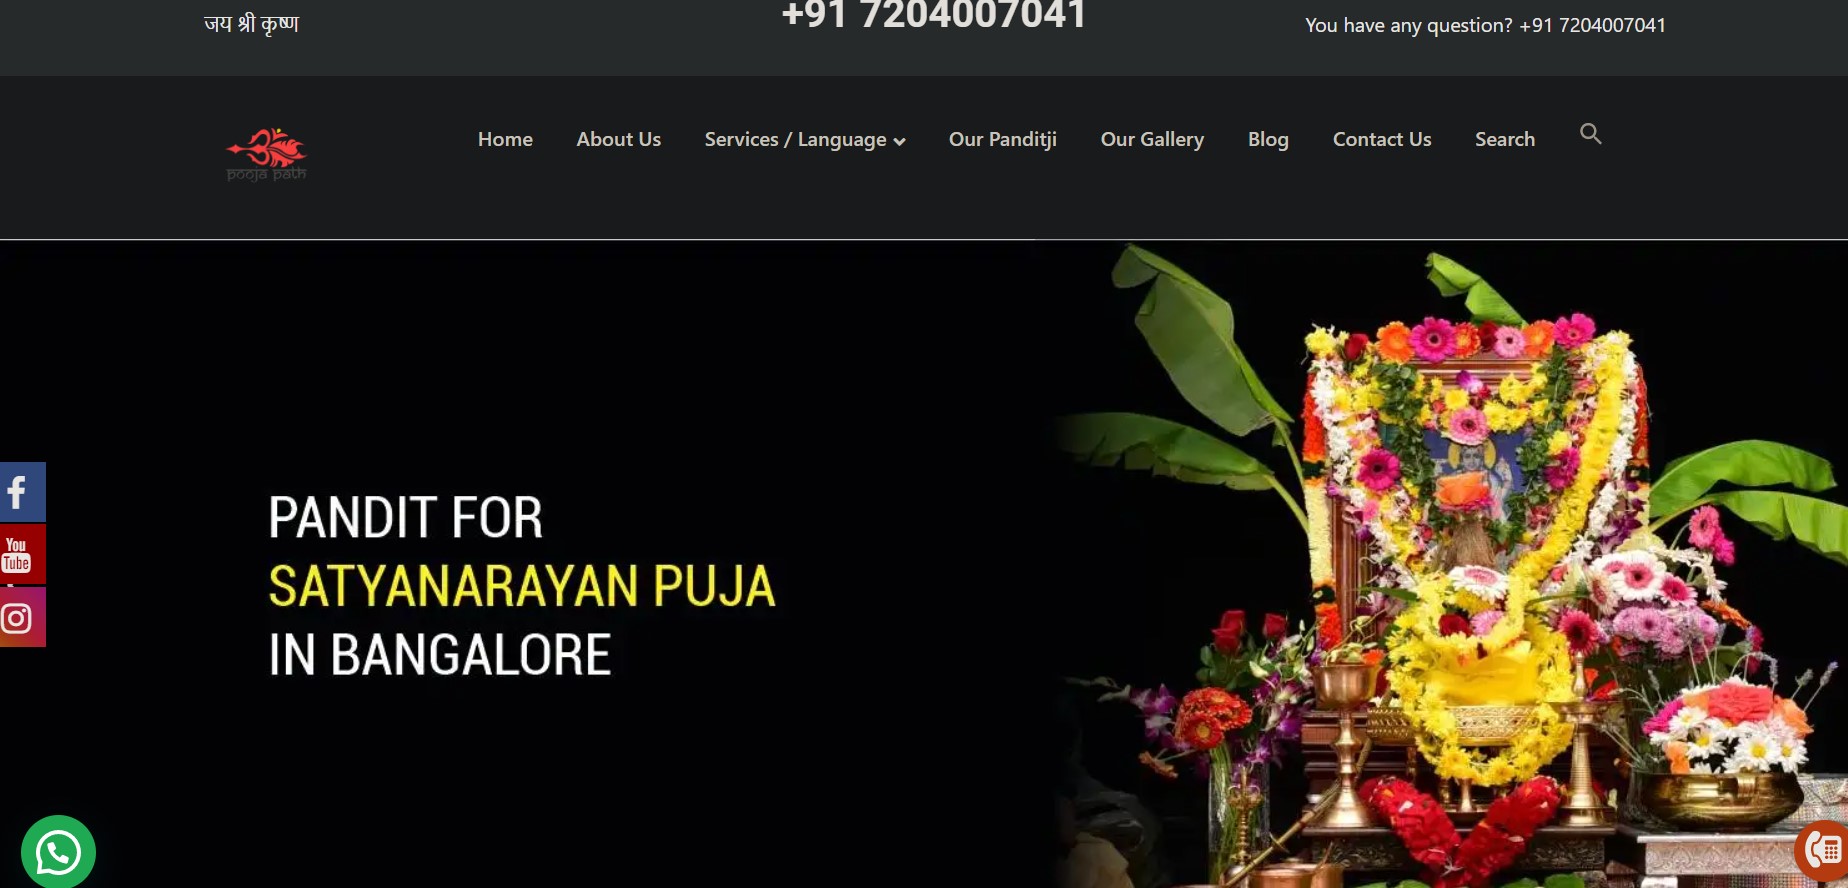 जय श्री कृष्ण
+91 7204007041
You have any question? +91 7204007041
pooja path
Home
About Us
Services / Language
Our Panditji
Our Gallery
Blog
Contact Us
Search
PANDIT FOR
SATYANARAYAN PUJA
IN BANGALORE
You
Tube